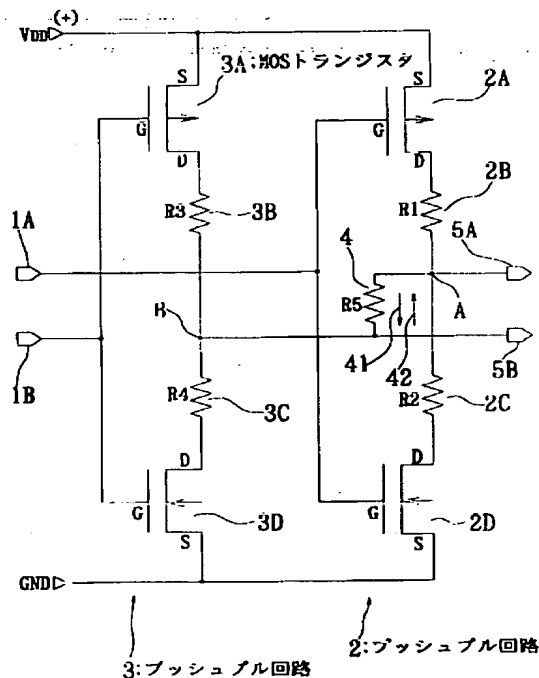 VDD (+)
3A:MOSトランジスタ
S
G
D
S
2A
G
D
R3
3B
R1
2B
1A
4
5A
R5
A
B
41
42
1B
5B
R4
3C
R2
2C
D
G
3D
S
D
G
2D
S
GND
3:プッシュプル回路
2:プッシュプル回路